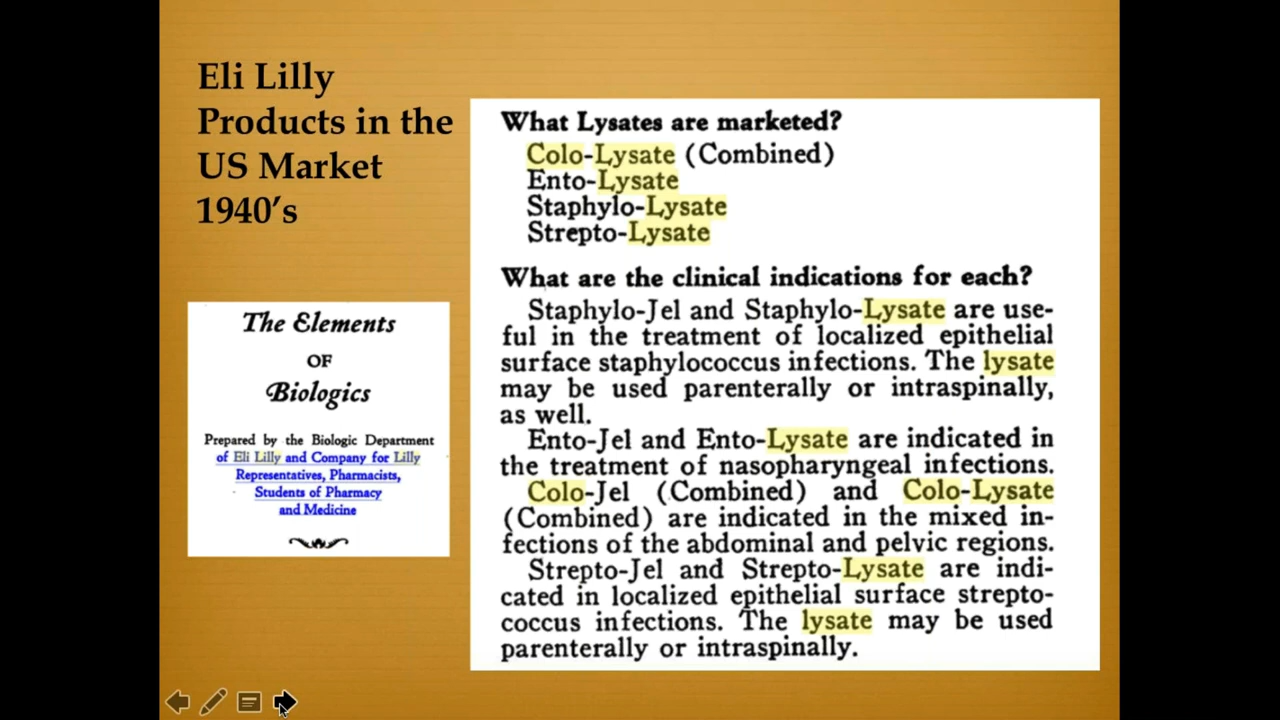 Eli Lilly
Products in the
US Market
1940's
The Elements
OF
Biologics
Prepared by the Biologic Department
of Eli Lilly and Company for Lilly
Representatives, Pharmacists,
Students of Pharmacy
and Medicine
What Lysates are marketed?
Colo-Lysate (Combined)
Ento-Lysate
Staphylo-Lysate
Strepto-Lysate
What are the clinical indications for each?
Staphylo-Jel and Staphylo-Lysate are use-
ful in the treatment of localized epithelial
surface staphylococcus infections. The lysate
may be used parenterally or intraspinally,
as well.
Ento-Jel and Ento-Lysate are indicated in
the treatment of nasopharyngeal infections.
Colo-Jel (Combined) and Colo-Lysate
(Combined) are indicated in the mixed in-
fections of the abdominal and pelvic regions.
Strepto-Jel and Strepto-Lysate are indi-
cated in localized epithelial surface strepto-
coccus infections. The lysate may be used
parenterally or intraspinally.